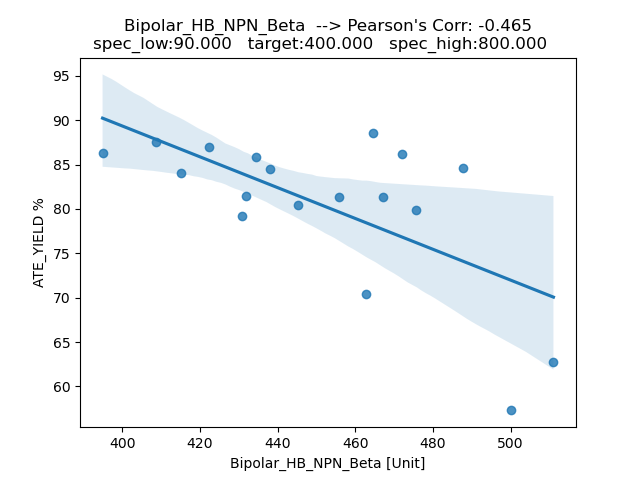 Bipolar_HB_NPN_Beta  --> Pearson's Corr: -0.465
spec_low:90.000   target:400.000   spec_high:800.000
95
90
85
80
75
70
65
60
ATE_YIELD %
400 420 440 460 480 500
Bipolar_HB_NPN_Beta [Unit]